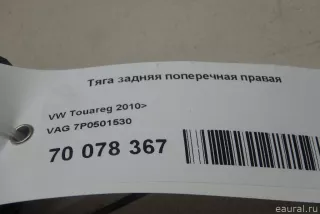 Тяга задняя поперечная правая
VW Touareg 2010>
VAG 7P0501530
70 078 367
© eaural.ru/